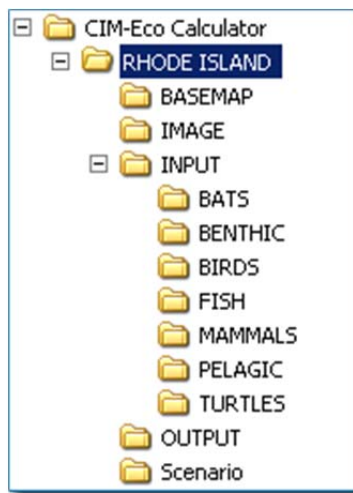 CIM-Eco Calculator
RHODE ISLAND
BASEMAP
IMAGE
INPUT
BATS
BENTHIC
BIRDS
FISH
MAMMALS
PELAGIC
TURTLES
OUTPUT
Scenario